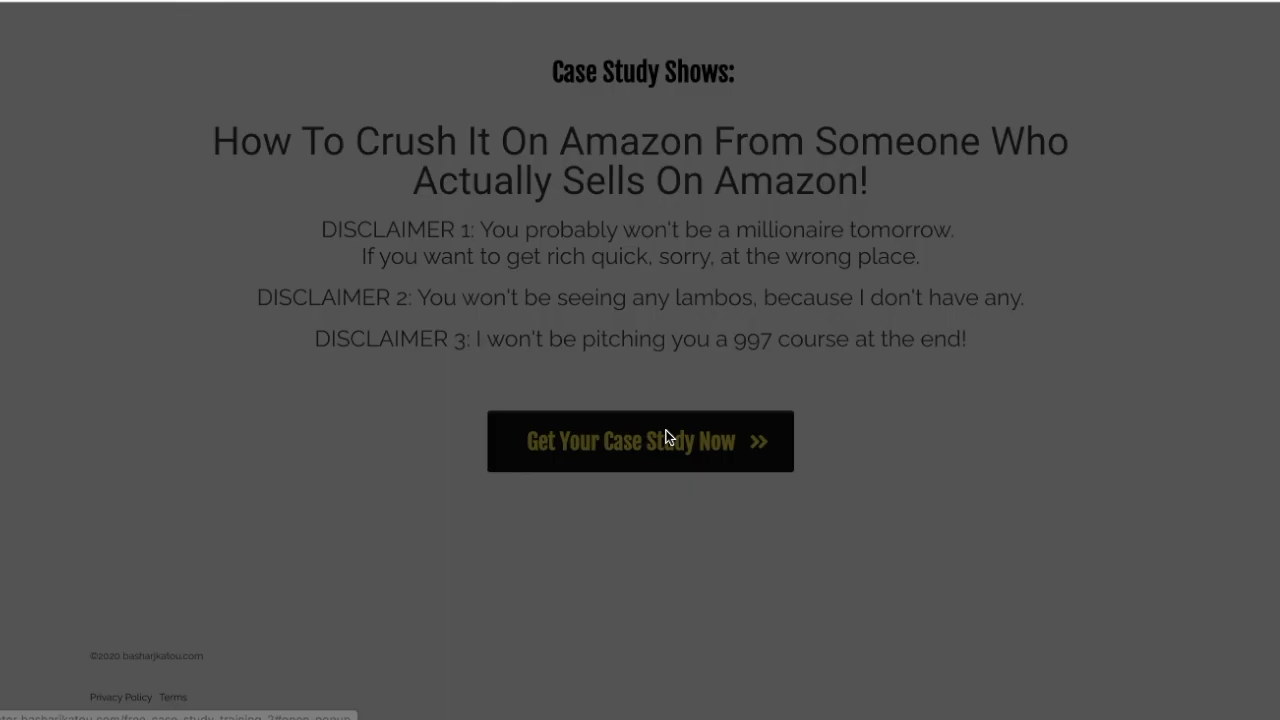 Case Study Shows:
How To Crush It On Amazon From Someone Who
Actually Sells On Amazon!
DISCLAIMER 1: You probably won't be a millionaire tomorrow.
If you want to get rich quick, sorry, at the wrong place.
DISCLAIMER 2: You won't be seeing any lambos, because I don't have any.
DISCLAIMER 3: I won't be pitching you a 997 course at the end!
Get Your Case Study Now »
©2020 basharjkatou.com
Privacy Policy Terms